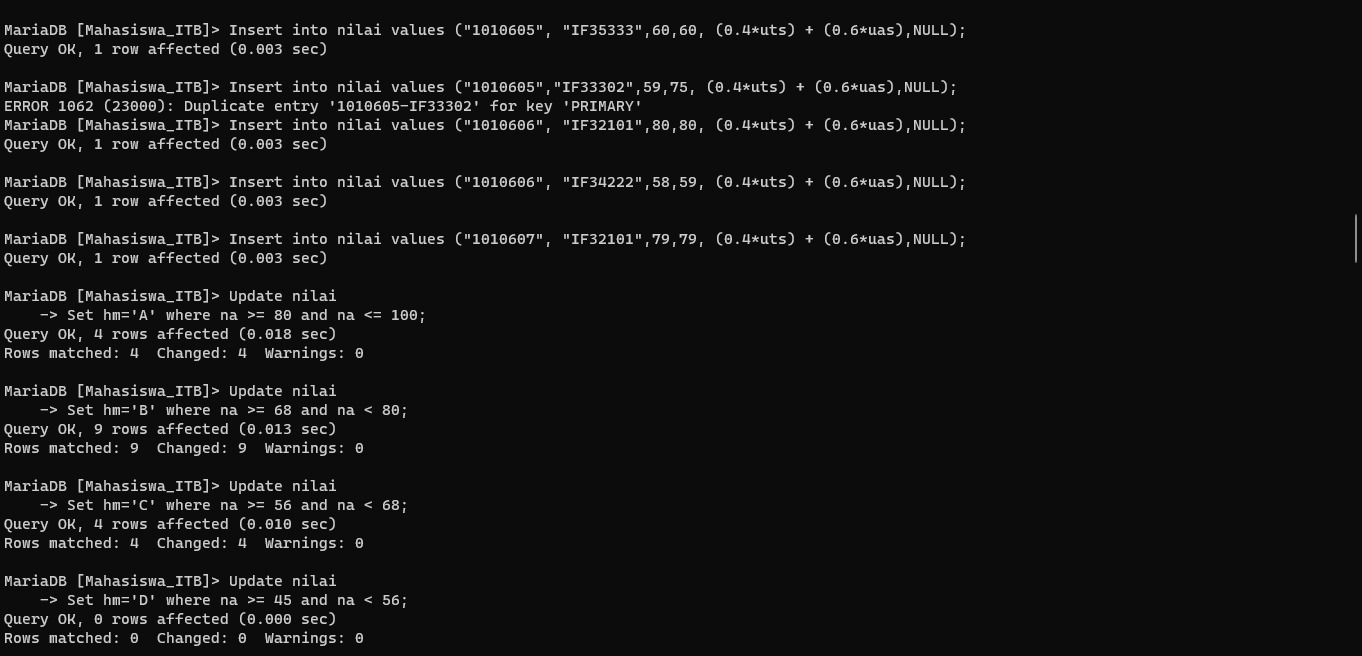 MariaDB [Mahasiswa_ITB]> Insert into nilai values ("1010605", "IF35333",60,60, (0.4*uts) + (0.6*uas),NULL);
Query OK, 1 row affected (0.003 sec)
MariaDB [Mahasiswa_ITB]> Insert into nilai values ("1010605","IF33302",59,75, (0.4*uts) + (0.6*uas),NULL);
ERROR 1062 (23000): Duplicate entry '1010605-IF33302' for key 'PRIMARY'
MariaDB [Mahasiswa_ITB]> Insert into nilai values ("1010606", "IF32101",80,80, (0.4*uts) + (0.6*uas),NULL);
Query OK, 1 row affected (0.003 sec)
MariaDB [Mahasiswa_ITB]> Insert into nilai values ("1010606", "IF34222",58,59, (0.4*uts) + (0.6*uas),NULL);
Query OK, 1 row affected (0.003 sec)
MariaDB [Mahasiswa_ITB]> Insert into nilai values ("1010607", "IF32101",79,79, (0.4*uts) + (0.6*uas),NULL);
Query OK, 1 row affected (0.003 sec)
MariaDB [Mahasiswa_ITB]> Update nilai
    -> Set hm='A' where na >= 80 and na <= 100;
Query OK, 4 rows affected (0.018 sec)
Rows matched: 4  Changed: 4  Warnings: 0
MariaDB [Mahasiswa_ITB]> Update nilai
    -> Set hm='B' where na >= 68 and na < 80;
Query OK, 9 rows affected (0.013 sec)
Rows matched: 9  Changed: 9  Warnings: 0
MariaDB [Mahasiswa_ITB]> Update nilai
    -> Set hm='C' where na >= 56 and na < 68;
Query OK, 4 rows affected (0.010 sec)
Rows matched: 4  Changed: 4  Warnings: 0
MariaDB [Mahasiswa_ITB]> Update nilai
    -> Set hm='D' where na >= 45 and na < 56;
Query OK, 0 rows affected (0.000 sec)
Rows matched: 0  Changed: 0  Warnings: 0